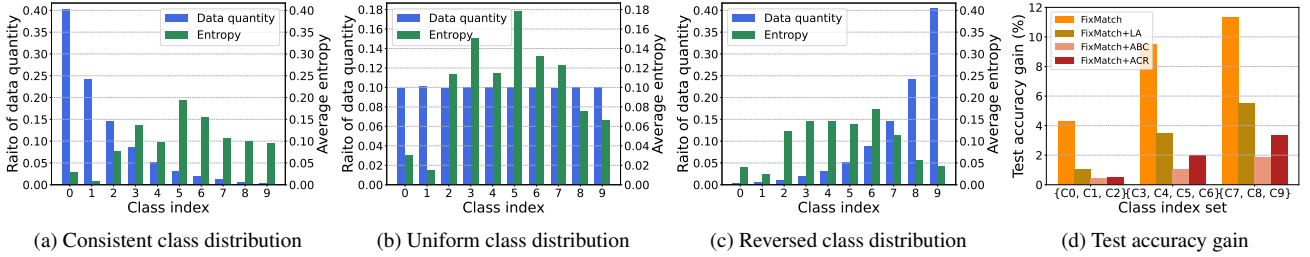 0.40
0.35
0.30
0.25
0.20
0.15
0.10
0.05
0.00
Raito of data quantity
Data quantity
Entropy
0.40
0.35
0.30
0.25
0.20
0.15
0.10
0.05
0.00
Average entropy
0 1 2 3 4 5 6 7 8 9
Class index
(a) Consistent class distribution
0.18
0.16
0.14
0.12
0.10
0.08
0.06
0.04
0.02
0.00
Raito of data quantity
Data quantity
Entropy
0.18
0.16
0.14
0.12
0.10
0.08
0.06
0.04
0.02
0.00
Average entropy
0 1 2 3 4 5 6 7 8 9
Class index
(b) Uniform class distribution
0.40
0.35
0.30
0.25
0.20
0.15
0.10
0.05
0.00
Raito of data quantity
Data quantity
Entropy
0.40
0.35
0.30
0.25
0.20
0.15
0.10
0.05
0.00
Average entropy
0 1 2 3 4 5 6 7 8 9
Class index
(c) Reversed class distribution
12
10
8
6
4
2
0
Test accuracy gain (%)
FixMatch
FixMatch+LA
FixMatch+ABC
FixMatch+ACR
{C0, C1, C2} {C3, C4, C5, C6} {C7, C8, C9}
Class index set
(d) Test accuracy gain